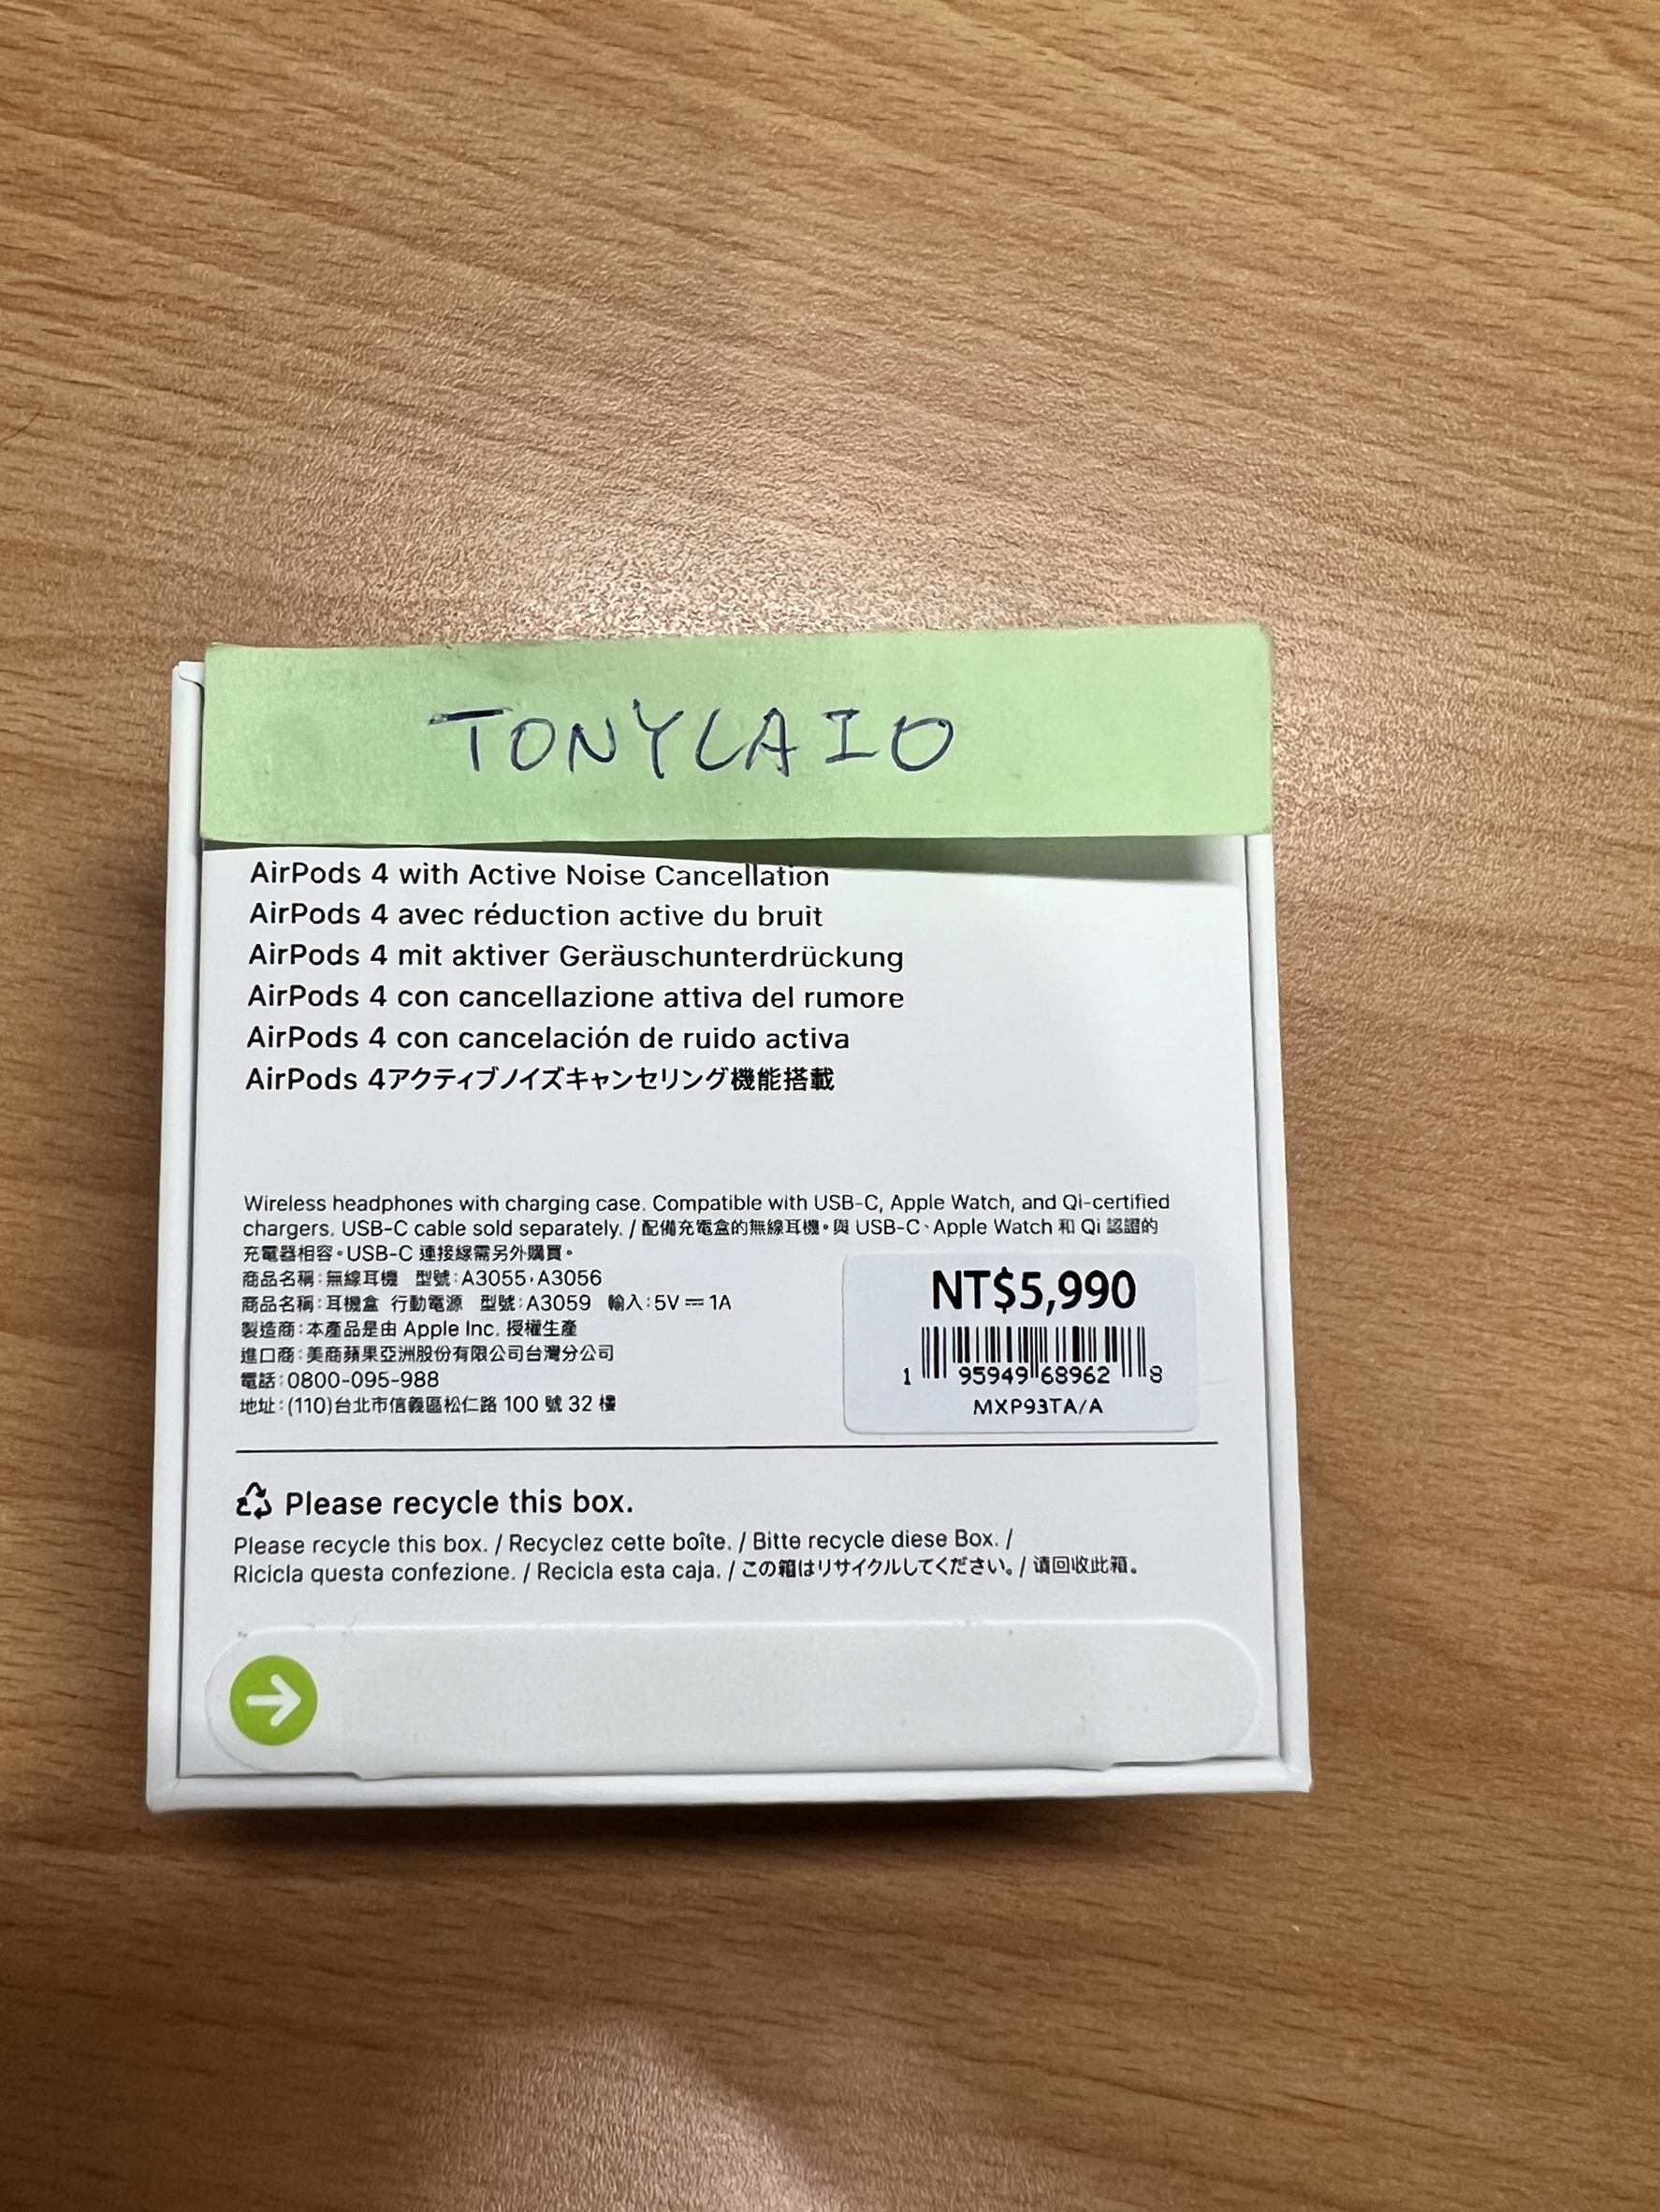 TONYLAIO
AirPods 4 with Active Noise Cancellation
AirPods 4 avec réduction active du bruit
AirPods 4 mit aktiver Geräuschunterdrückung
AirPods 4 con cancellazione attiva del rumore
AirPods 4 con cancelación de ruido activa
AirPods 4アクティブノイズキャンセリング機能搭載
Wireless headphones with charging case. Compatible with USB-C, Apple Watch, and Qi-certified
chargers. USB-C cable sold separately. / 配備充電盒的無線耳機。與 USB-C、Apple Watch 和 Qi 認證的
充電器相容。USB-C 連接線需另外購買。
商品名稱：無線耳機 型號：A3055，A3056
商品名稱：耳機盒 行動電源 型號：A3059 輸入：5V ⎓ 1A
製造商：本產品是由 Apple Inc. 授權生產
進口商：美商蘋果亞洲股份有限公司台灣分公司
電話：0800-095-988
地址：(110)台北市信義區松仁路 100 號 32 樓
NT$5,990
1 95949 68962 8
MXP93TA/A
Please recycle this box.
Please recycle this box. / Recyclez cette boîte. / Bitte recycle diese Box. /
Ricicla questa confezione. / Recicla esta caja. / この箱はリサイクルしてください。/ 请回收此箱。